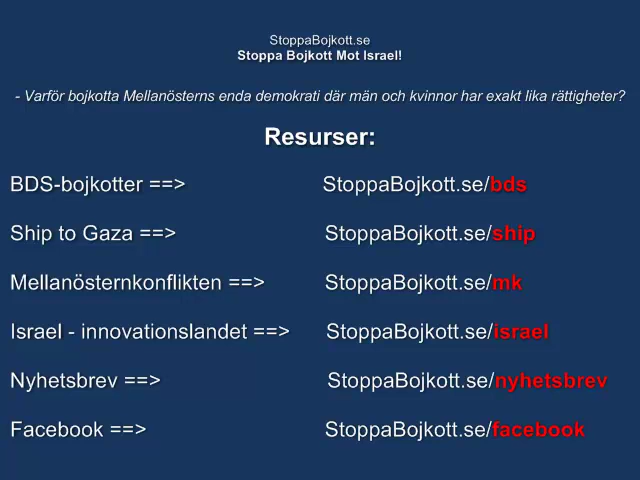 StoppaBojkott.se
Stoppa Bojkott Mot Israel!
- Varför bojkotta Mellanösterns enda demokrati där män och kvinnor har exakt lika rättigheter?
Resurser:
BDS-bojkotter ==> StoppaBojkott.se/bds
Ship to Gaza ==> StoppaBojkott.se/ship
Mellanösternkonflikten ==> StoppaBojkott.se/mk
Israel - innovationslandet ==> StoppaBojkott.se/israel
Nyhetsbrev ==> StoppaBojkott.se/nyhetsbrev
Facebook ==> StoppaBojkott.se/facebook